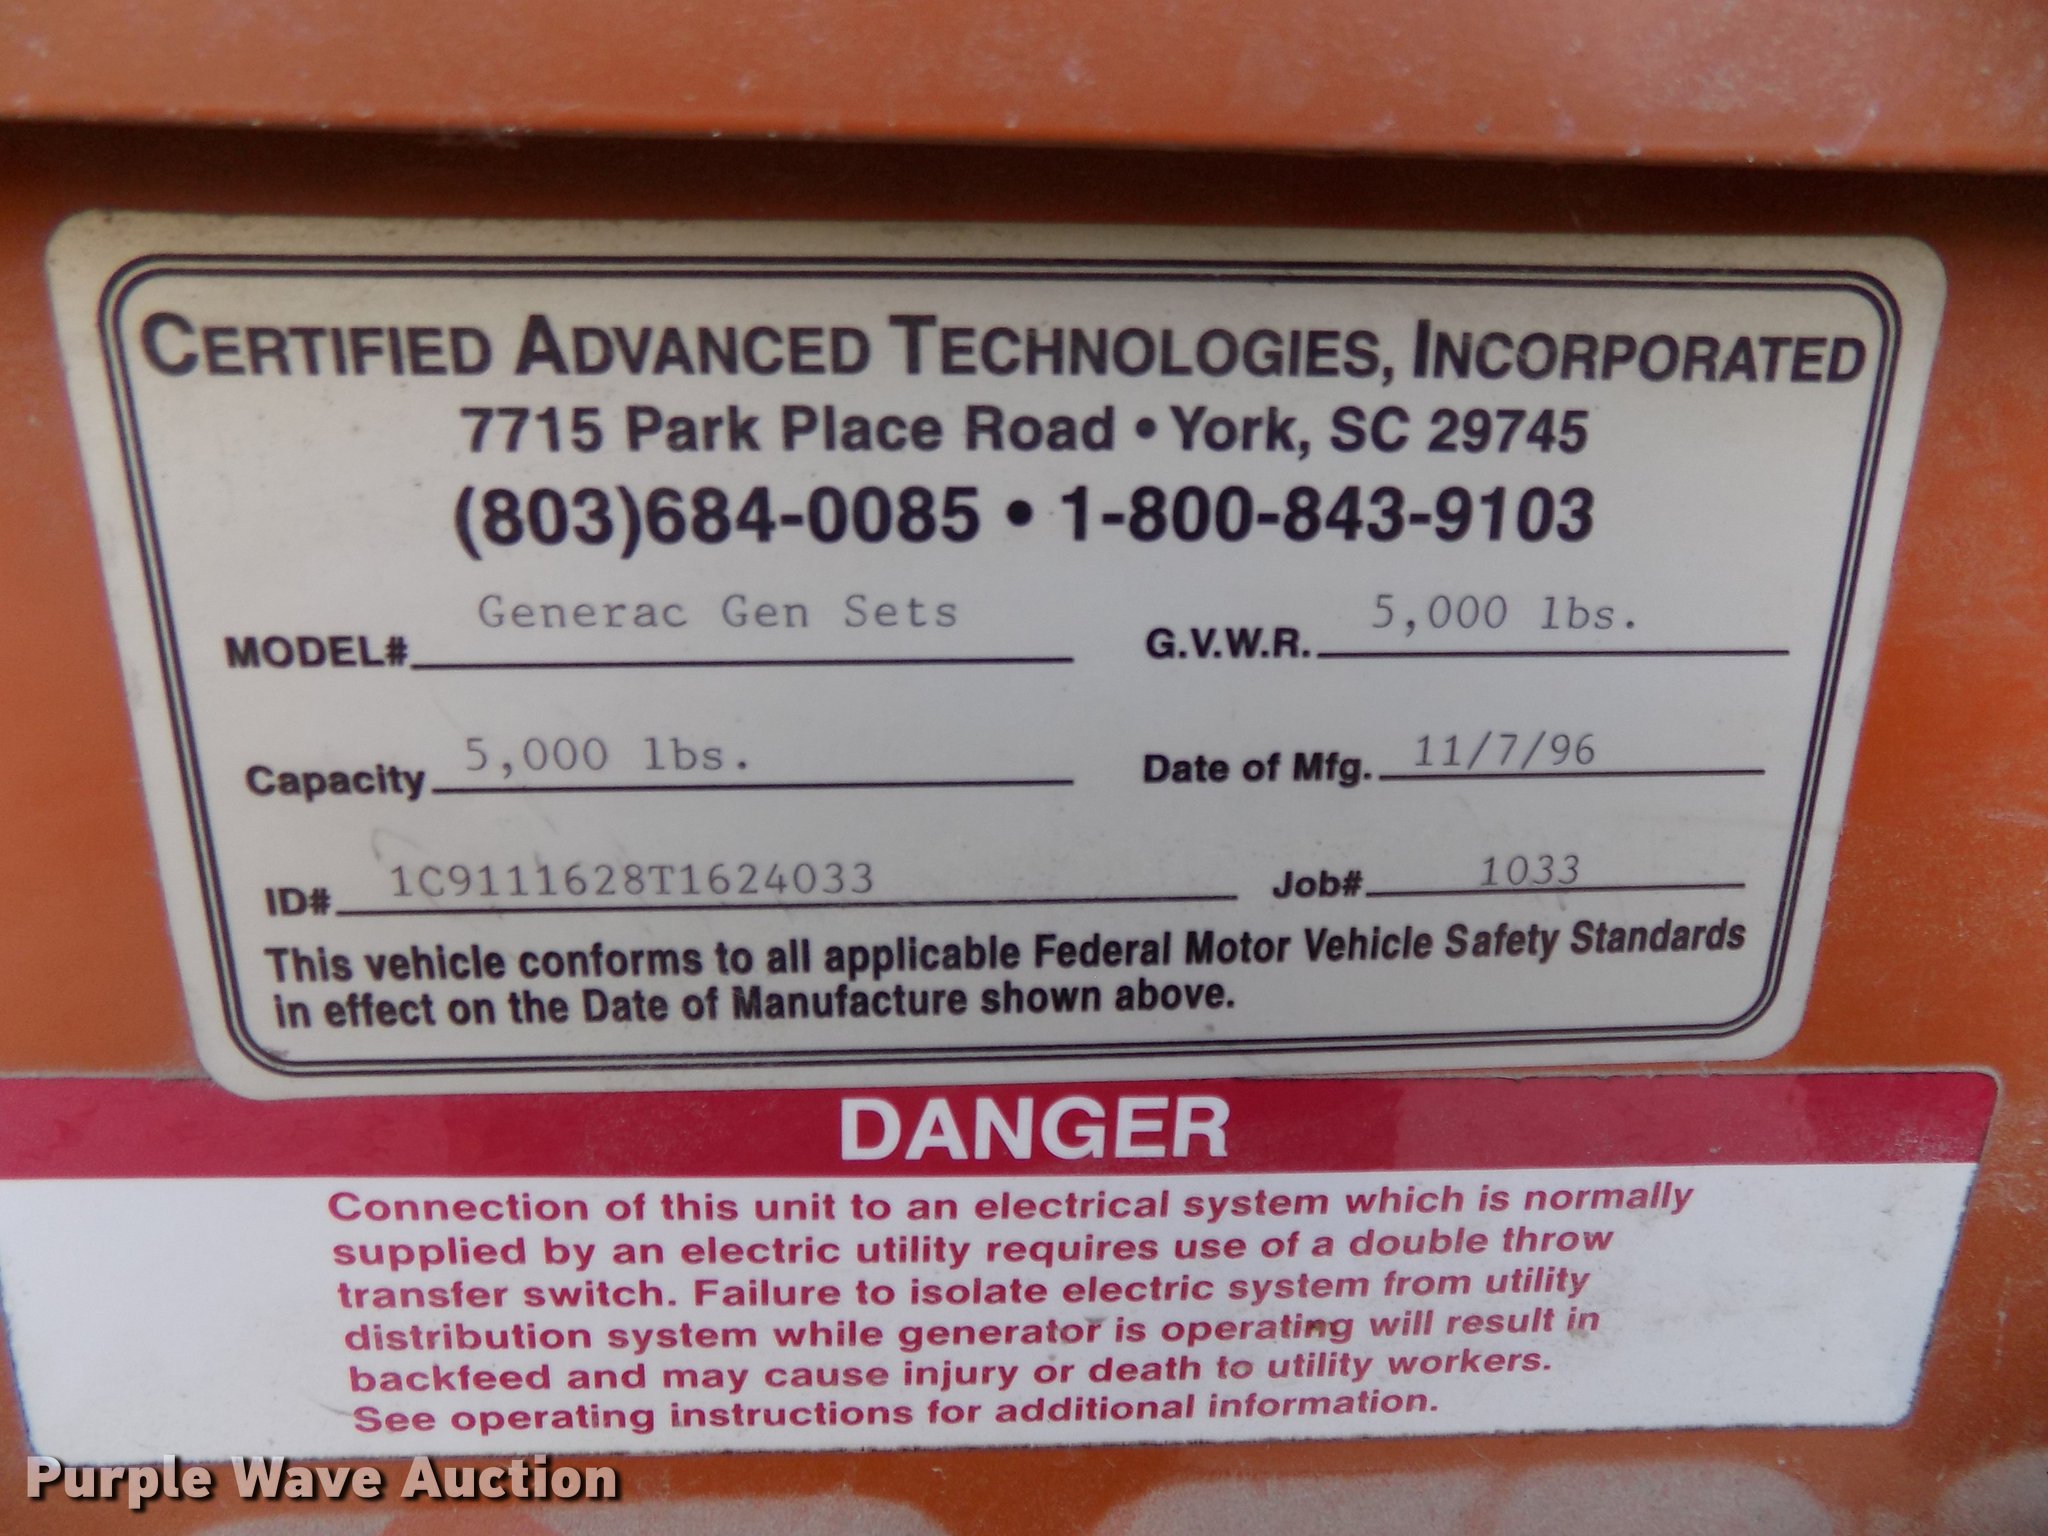 CERTIFIED ADVANCED TECHNOLOGIES, INCORPORATED
7715 Park Place Road • York, SC 29745
(803)684-0085 • 1-800-843-9103
MODEL# Generac Gen Sets G.V.W.R. 5,000 lbs.
Capacity 5,000 lbs. Date of Mfg. 11/7/96
ID# 1C9111628T1624033 Job# 1033
This vehicle conforms to all applicable Federal Motor Vehicle Safety Standards
in effect on the Date of Manufacture shown above.
DANGER
Connection of this unit to an electrical system which is normally
supplied by an electric utility requires use of a double throw
transfer switch. Failure to isolate electric system from utility
distribution system while generator is operating will result in
backfeed and may cause injury or death to utility workers.
See operating instructions for additional information.
Purple Wave Auction